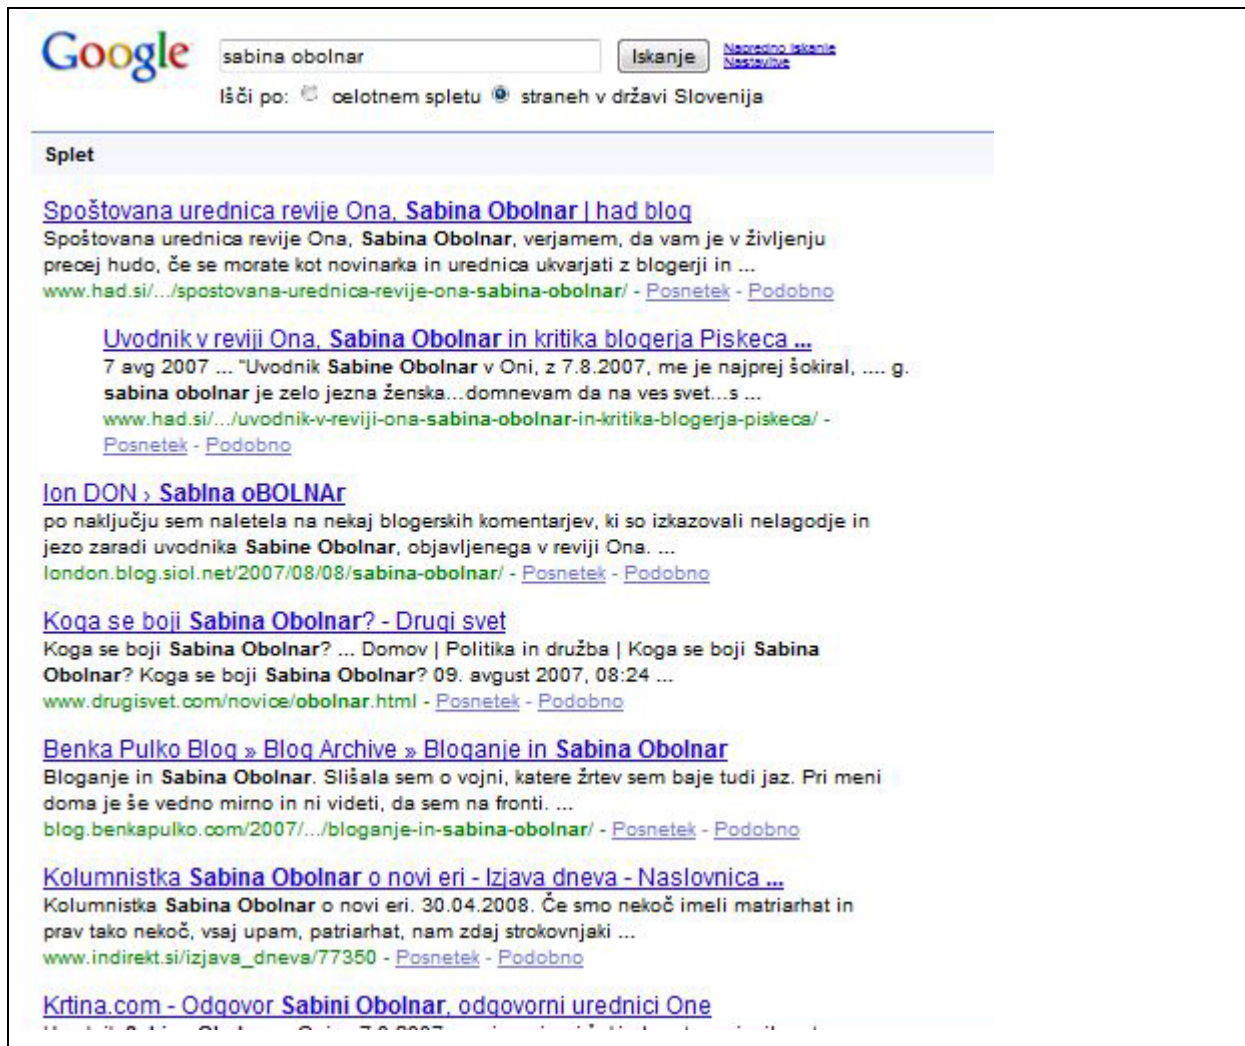 Google
sabina obolnar
Iskanje
Napredno iskanje
Nastavitve
Išči po: celotnem spletu straneh v državi Slovenija
Splet
Spoštovana urednica revije Ona, Sabina Obolnar | had blog
Spoštovana urednica revije Ona, Sabina Obolnar, verjamem, da vam je v življenju
precej hudo, če se morate kot novinarka in urednica ukvarjati z blogerji in ...
www.had.si/.../spostovana-urednica-revije-ona-sabina-obolnar/ - Posnetek - Podobno
Uvodnik v reviji Ona, Sabina Obolnar in kritika blogerja Piskeca ...
7 avg 2007 ... "Uvodnik Sabine Obolnar v Oni, z 7.8.2007, me je najprej šokiral, .... g.
sabina obolnar je zelo jezna ženska...domnevam da na ves svet...s ...
www.had.si/.../uvodnik-v-reviji-ona-sabina-obolnar-in-kritika-blogerja-piskeca/ -
Posnetek - Podobno
Ion DON › SabIna oBOLNAr
po naključju sem naletela na nekaj blogerskih komentarjev, ki so izkazovali nelagodje in
jezo zaradi uvodnika Sabine Obolnar, objavljenega v reviji Ona. ...
london.blog.siol.net/2007/08/08/sabina-obolnar/ - Posnetek - Podobno
Koga se boji Sabina Obolnar? - Drugi svet
Koga se boji Sabina Obolnar? ... Domov | Politika in družba | Koga se boji Sabina
Obolnar? Koga se boji Sabina Obolnar? 09. avgust 2007, 08:24 ...
www.drugisvet.com/novice/obolnar.html - Posnetek - Podobno
Benka Pulko Blog » Blog Archive » Bloganje in Sabina Obolnar
Bloganje in Sabina Obolnar. Slišala sem o vojni, katere žrtev sem baje tudi jaz. Pri meni
doma je še vedno mirno in ni videti, da sem na fronti. ...
blog.benkapulko.com/2007/.../bloganje-in-sabina-obolnar/ - Posnetek - Podobno
Kolumnistka Sabina Obolnar o novi eri - Izjava dneva - Naslovnica ...
Kolumnistka Sabina Obolnar o novi eri. 30.04.2008. Če smo nekoč imeli matriarhat in
prav tako nekoč, vsaj upam, patriarhat, nam zdaj strokovnjaki ...
www.indirekt.si/izjava_dneva/77350 - Posnetek - Podobno
Krtina.com - Odgovor Sabini Obolnar, odgovorni urednici One